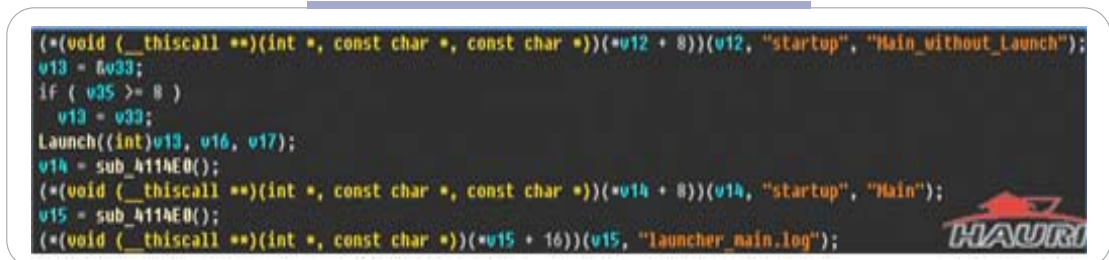 (*(void (__thiscall **)(int *, const char *, const char *))(*v12 + 8))(v12, "startup", "Main_without_Launch");
v13 = &v33;
if ( v35 >= 8 )
v13 = v33;
Launch((int)v13, v16, v17);
v14 = sub_4114E0();
(*(void (__thiscall **)(int *, const char *, const char *))(*v14 + 8))(v14, "startup", "Main");
v15 = sub_4114E0();
(*(void (__thiscall **)(int *, const char *))(*v15 + 16))(v15, "launcher_main.log");
HAURI